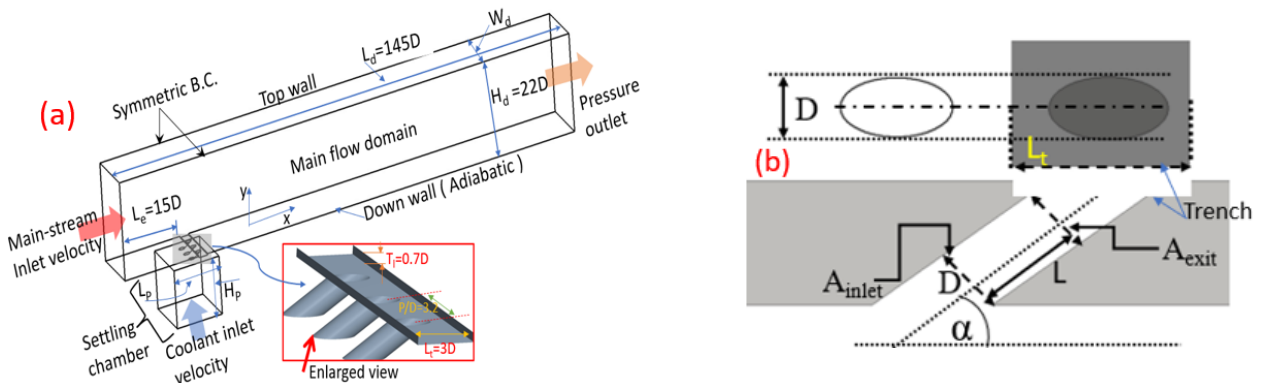 (a)
Symmetric B.C.
Top wall
L_d=145D
W_d
H_d=22D
Pressure
outlet
Main flow domain
L_e=15D
y
x
Down wall ( Adiabatic )
Main-stream
Inlet velocity
L_P
H_P
Settling
chamber
Coolant inlet
velocity
T_l=0.7D
P/D=3.2
L_t=3D
Enlarged view
(b)
D
L_t
Trench
A_inlet
D
L
A_exit
α